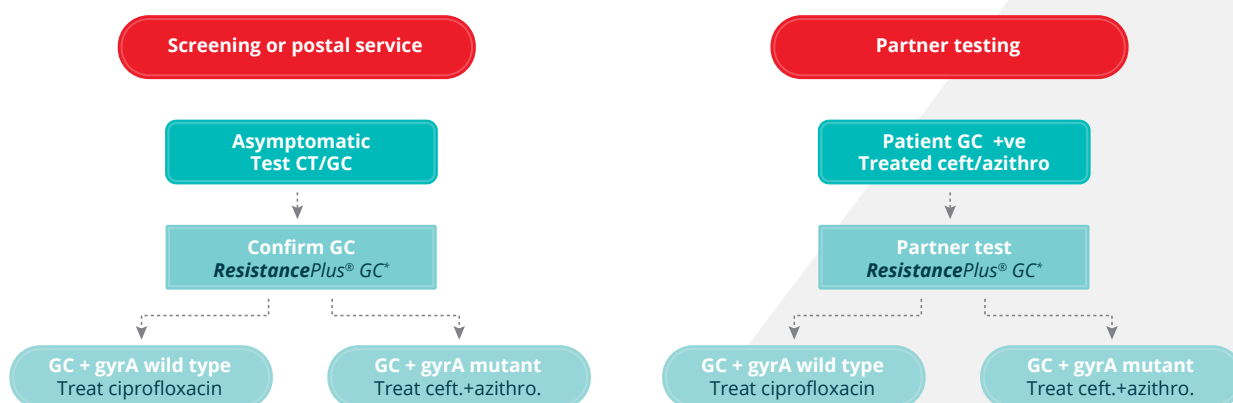 Screening or postal service
Asymptomatic
Test CT/GC
Confirm GC
ResistancePlus® GC*
GC + gyrA wild type
Treat ciprofloxacin
GC + gyrA mutant
Treat ceft.+azithro.
Partner testing
Patient GC +ve
Treated ceft/azithro
Partner test
ResistancePlus® GC*
GC + gyrA wild type
Treat ciprofloxacin
GC + gyrA mutant
Treat ceft.+azithro.